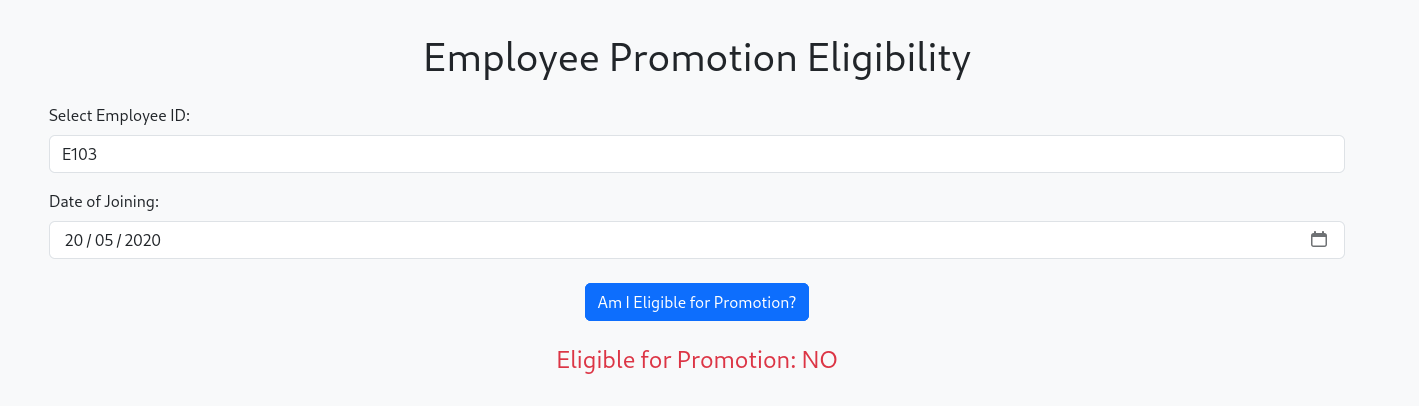 Employee Promotion Eligibility
Select Employee ID:
E103
Date of Joining:
20 / 05 / 2020
Am I Eligible for Promotion?
Eligible for Promotion: NO